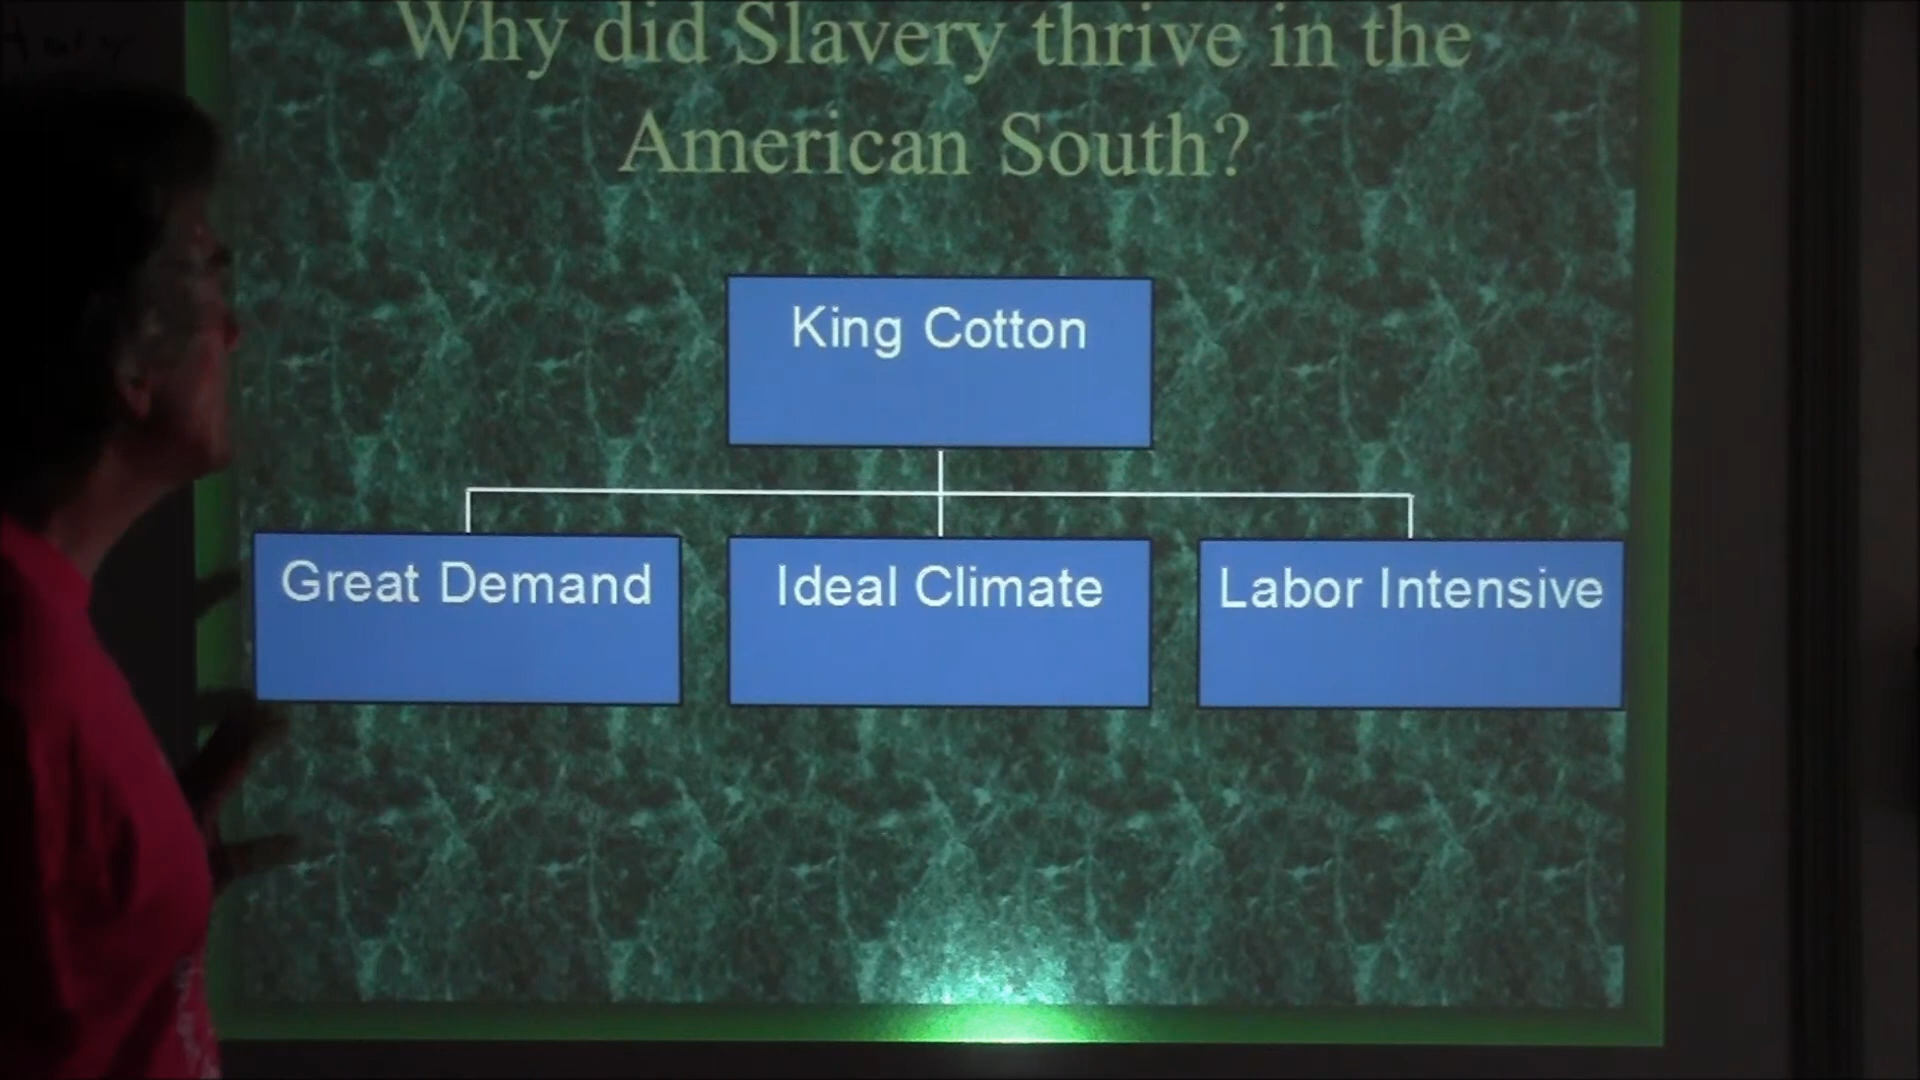 Why did Slavery thrive in the
American South?
King Cotton
Great Demand
Ideal Climate
Labor Intensive